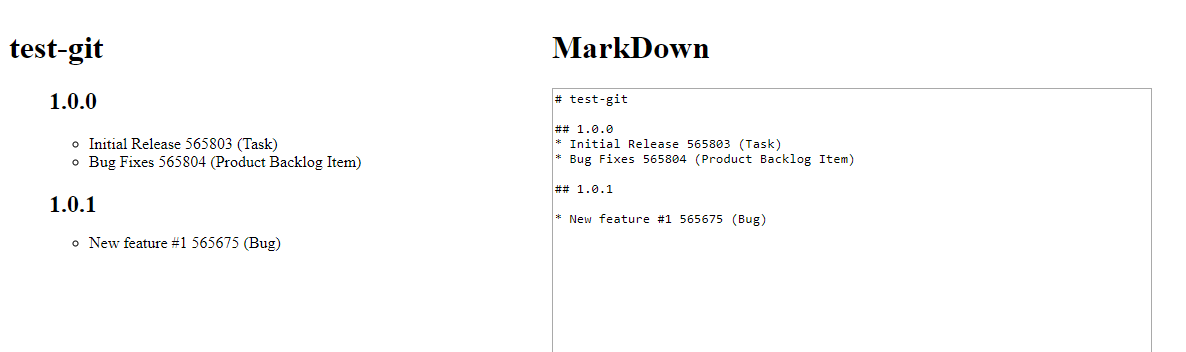 test-git
1.0.0
Initial Release 565803 (Task)
Bug Fixes 565804 (Product Backlog Item)
1.0.1
New feature #1 565675 (Bug)
MarkDown
# test-git
## 1.0.0
* Initial Release 565803 (Task)
* Bug Fixes 565804 (Product Backlog Item)
## 1.0.1
* New feature #1 565675 (Bug)